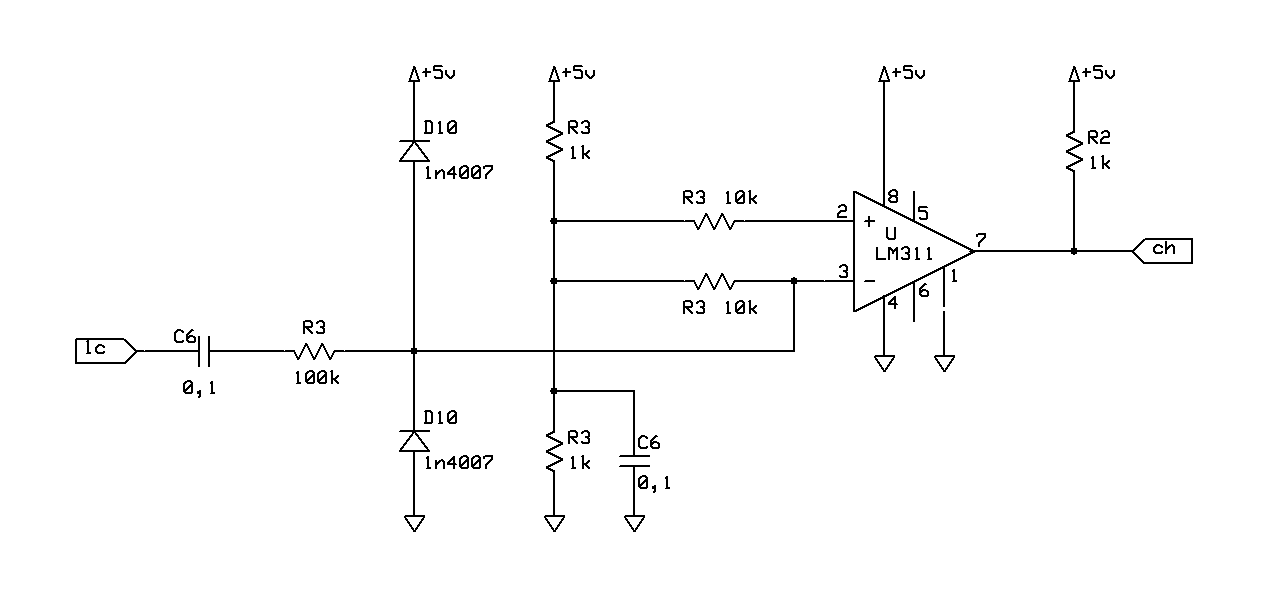 +5v
+5v
+5v
+5v
D10
1n4007
R3
1k
R2
1k
R3 10k
8
5
2
+
U
LM311
7
ch
3
-
R3 10k
4
6
1
1c
C6
0,1
R3
100k
D10
1n4007
R3
1k
C6
0,1